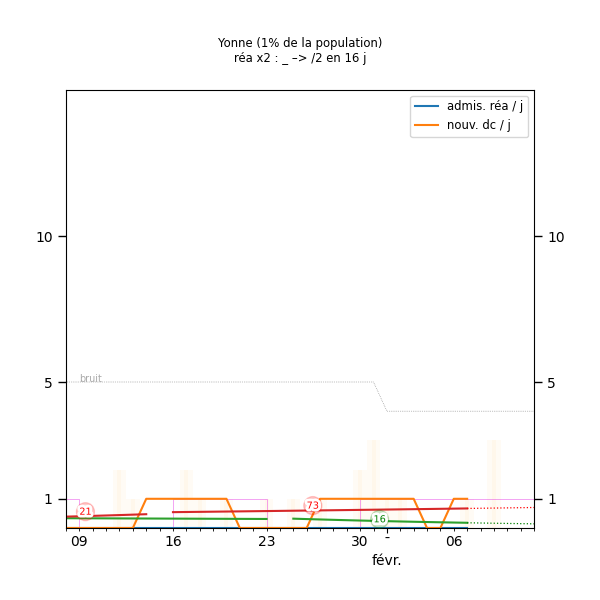 Yonne (1% de la population)
réa x2 : _ –> /2 en 16 j
admis. réa / j
nouv. dc / j
10 10
bruit
5 5
1 1
21 73 16
09 16 23 30 - 06
févr.